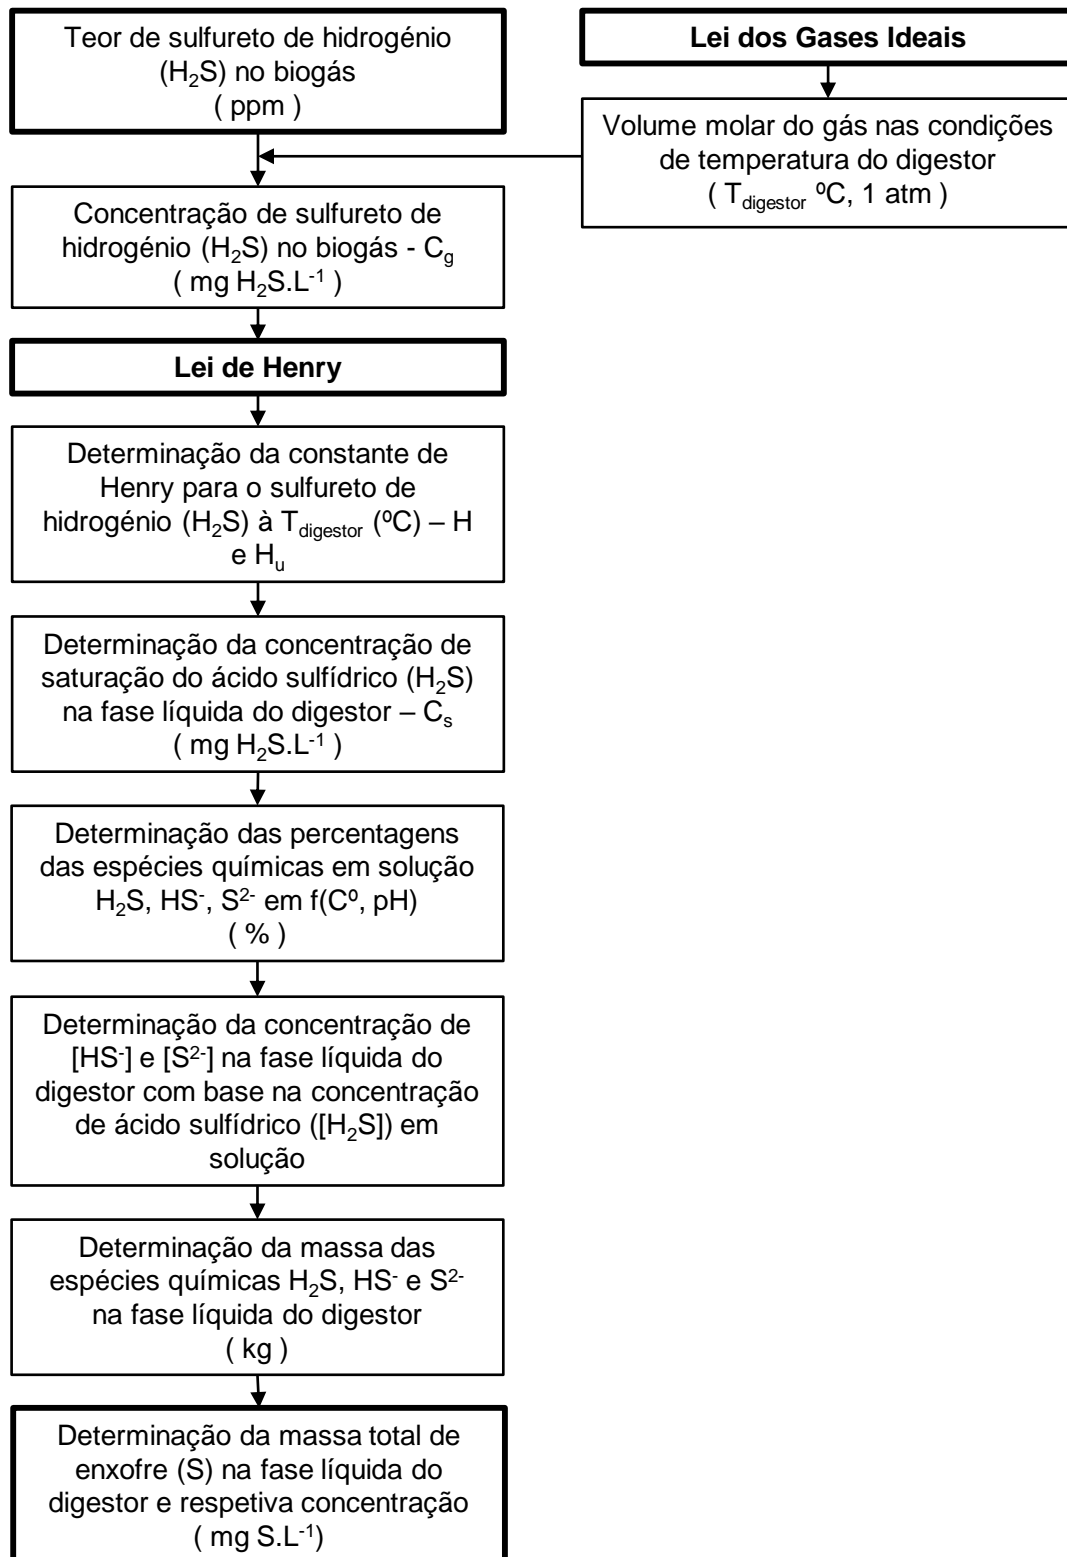 Teor de sulfureto de hidrogénio
(H₂S) no biogás
( ppm )
Lei dos Gases Ideais
Volume molar do gás nas condições
de temperatura do digestor
( T_digestor ºC, 1 atm )
Concentração de sulfureto de
hidrogénio (H₂S) no biogás - C_g
( mg H₂S.L⁻¹ )
Lei de Henry
Determinação da constante de
Henry para o sulfureto de
hidrogénio (H₂S) à T_digestor (ºC) – H
e H_u
Determinação da concentração de
saturação do ácido sulfídrico (H₂S)
na fase líquida do digestor – C_s
( mg H₂S.L⁻¹ )
Determinação das percentagens
das espécies químicas em solução
H₂S, HS⁻, S²⁻ em f(Cº, pH)
( % )
Determinação da concentração de
[HS⁻] e [S²⁻] na fase líquida do
digestor com base na concentração
de ácido sulfídrico ([H₂S]) em
solução
Determinação da massa das
espécies químicas H₂S, HS⁻ e S²⁻
na fase líquida do digestor
( kg )
Determinação da massa total de
enxofre (S) na fase líquida do
digestor e respetiva concentração
( mg S.L⁻¹)